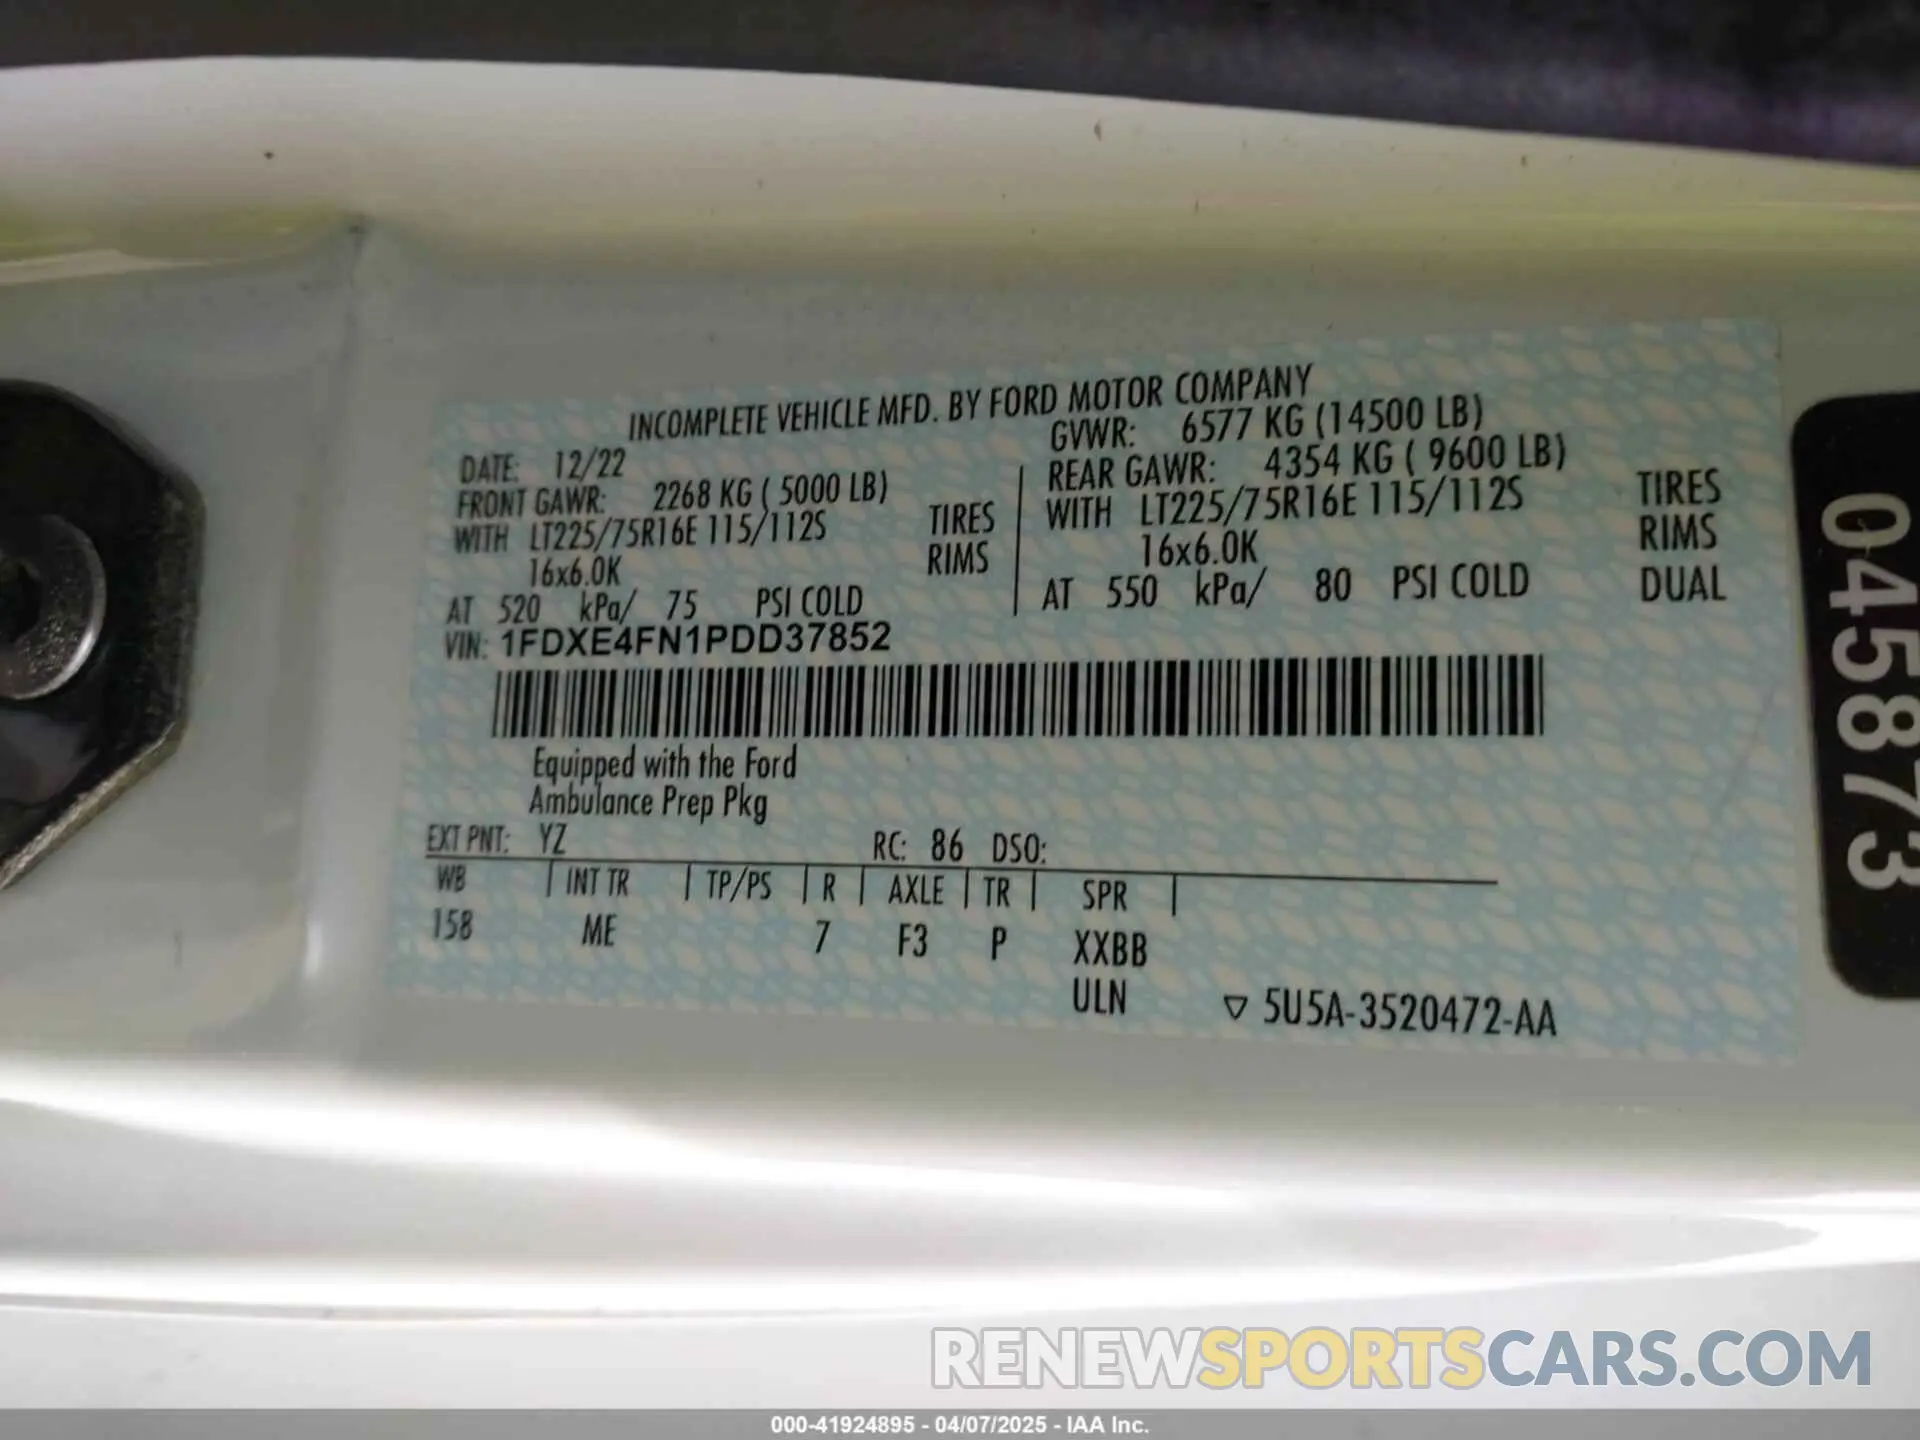 INCOMPLETE VEHICLE MFD. BY FORD MOTOR COMPANY
DATE: 12/22 GVWR: 6577 KG (14500 LB)
FRONT GAWR: 2268 KG ( 5000 LB) REAR GAWR: 4354 KG ( 9600 LB)
WITH LT225/75R16E 115/112S TIRES WITH LT225/75R16E 115/112S TIRES
16x6.0K RIMS 16x6.0K RIMS
AT 520 kPa/ 75 PSI COLD AT 550 kPa/ 80 PSI COLD DUAL
VIN: 1FDXE4FN1PDD37852
Equipped with the Ford
Ambulance Prep Pkg
EXT PNT: YZ RC: 86 DSO:
WB INT TR TP/PS R AXLE TR SPR
158 ME 7 F3 P XXBB
ULN ▽ 5U5A-3520472-AA
045873
RENEWSPORTSCARS.COM
000-41924895 - 04/07/2025 - IAA Inc.